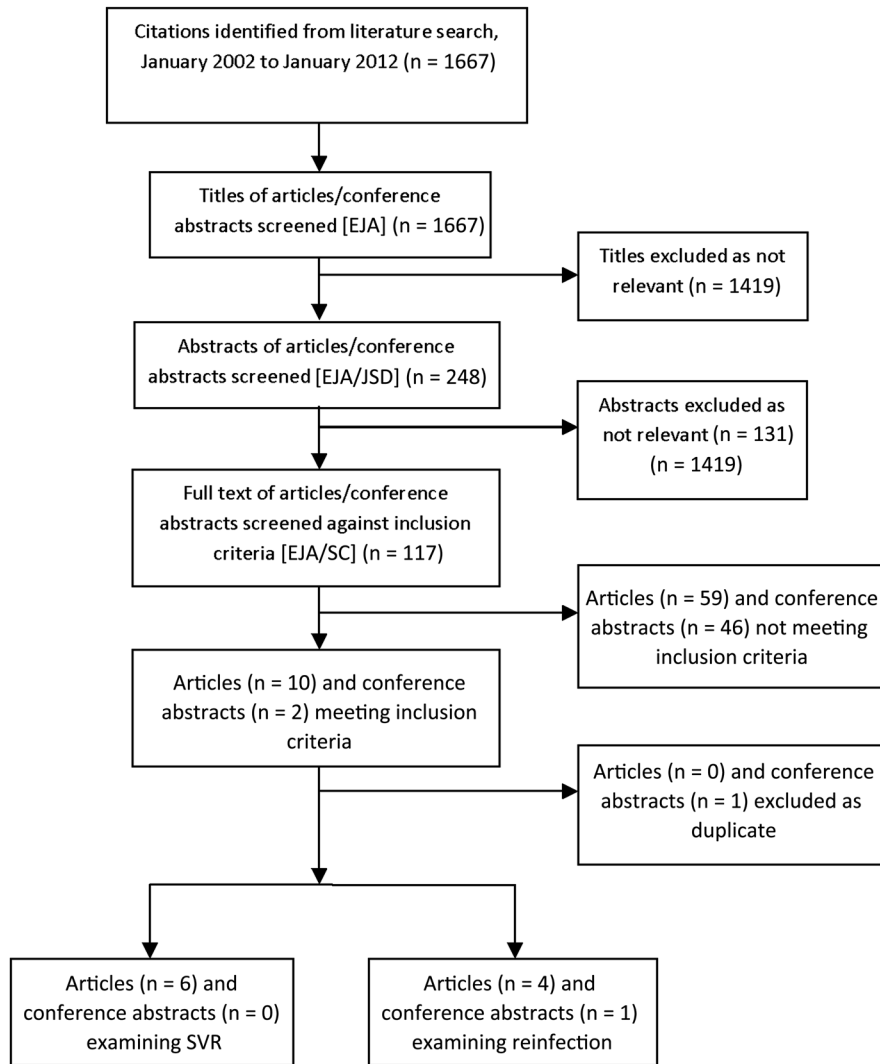 Citations identified from literature search,
January 2002 to January 2012 (n = 1667)
Titles of articles/conference
abstracts screened [EJA] (n = 1667)
Titles excluded as not
relevant (n = 1419)
Abstracts of articles/conference
abstracts screened [EJA/JSD] (n = 248)
Abstracts excluded as
not relevant (n = 131)
(n = 1419)
Full text of articles/conference
abstracts screened against inclusion
criteria [EJA/SC] (n = 117)
Articles (n = 59) and conference
abstracts (n = 46) not meeting
inclusion criteria
Articles (n = 10) and conference
abstracts (n = 2) meeting inclusion
criteria
Articles (n = 0) and conference
abstracts (n = 1) excluded as
duplicate
Articles (n = 6) and
conference abstracts (n = 0)
examining SVR
Articles (n = 4) and
conference abstracts (n = 1)
examining reinfection